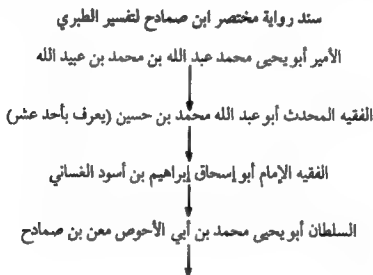 سند رواية مختصر ابن صمادح لتفسير الطبري
الأمير أبو يحيى محمد عبد الله بن محمد بن عبيد الله
الفقيه المحدث أبو عبد الله محمد بن حسين (يعرف بأحد عشر)
الفقيه الإمام أبو إسحاق إبراهيم بن أسود الغساني
السلطان أبو يحيى محمد بن أبي الأحوص معن بن صمادح